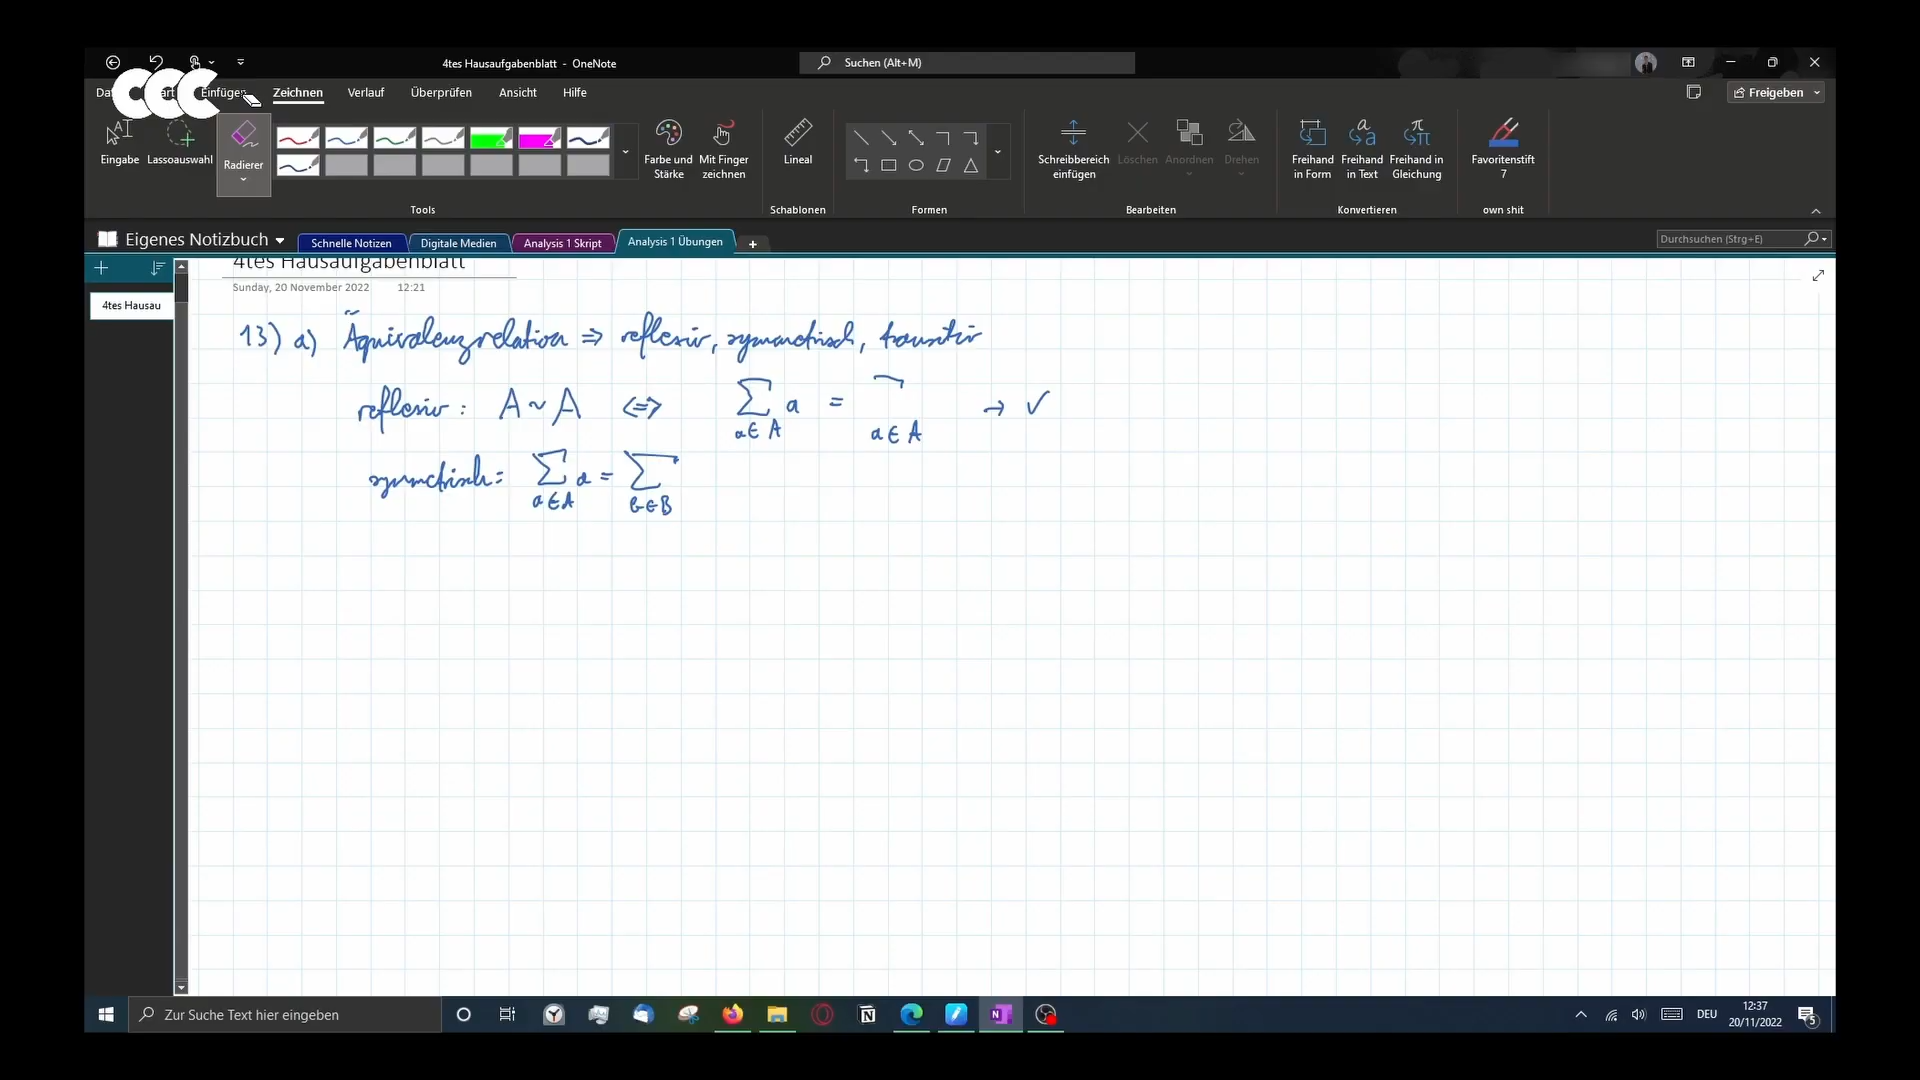 4tes Hausaufgabenblatt - OneNote
Suchen (Alt+M)
CCC
Einfügen Zeichnen Verlauf Überprüfen Ansicht Hilfe
Freigeben
Eingabe Lassoauswahl Radierer
Farbe und Stärke
Mit Finger zeichnen
Lineal
Schreibbereich einfügen
Löschen Anordnen Drehen
Freihand in Form
Freihand in Text
Freihand in Gleichung
Favoritenstift 7
Tools Schablonen Formen Bearbeiten Konvertieren own shit
Eigenes Notizbuch
Schnelle Notizen Digitale Medien Analysis 1 Skript Analysis 1 Übungen
Durchsuchen (Strg+E)
4tes Hausaufgabenblatt
Sunday, 20 November 2022 12:21
4tes Hausau
13) a) Äquivalenzrelation ⇒ reflexiv, symmetrisch, transitiv
reflexiv: A ~ A ⇔ ∑ a∈A a = a∈A → ✓
symmetrisch: ∑ a∈A a = ∑ b∈B
Zur Suche Text hier eingeben
DEU
12:37
20/11/2022
5